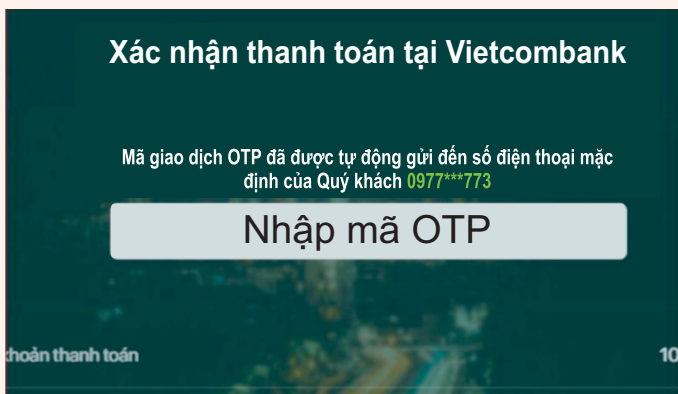 Xác nhận thanh toán tại Vietcombank
Mã giao dịch OTP đã được tự động gửi đến số điện thoại mặc
định của Quý khách 0977***773
Nhập mã OTP
khoản thanh toán 10